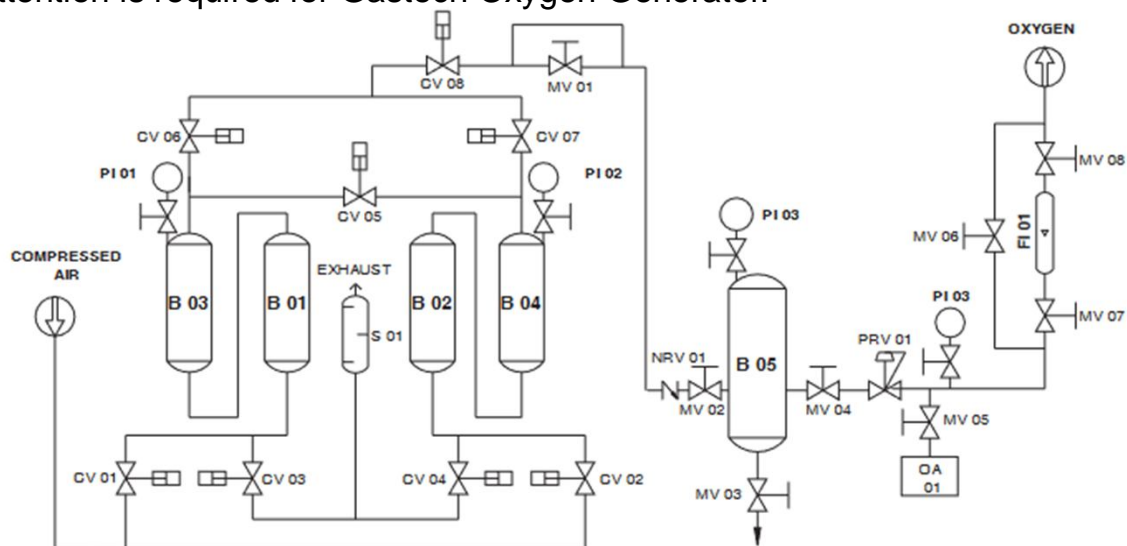 attention is required for Gastech Oxygen Generator.
OXYGEN
CV 08
MV 01
CV 06
CV 07
MV 08
PI 01
PI 02
CV 05
PI 03
MV 06
FI 01
COMPRESSED
AIR
EXHAUST
B 03
B 01
B 02
B 04
PI 03
MV 07
S 01
NRV 01
B 05
PRV 01
MV 02
MV 04
MV 05
CV 01
CV 03
CV 04
CV 02
MV 03
OA
01